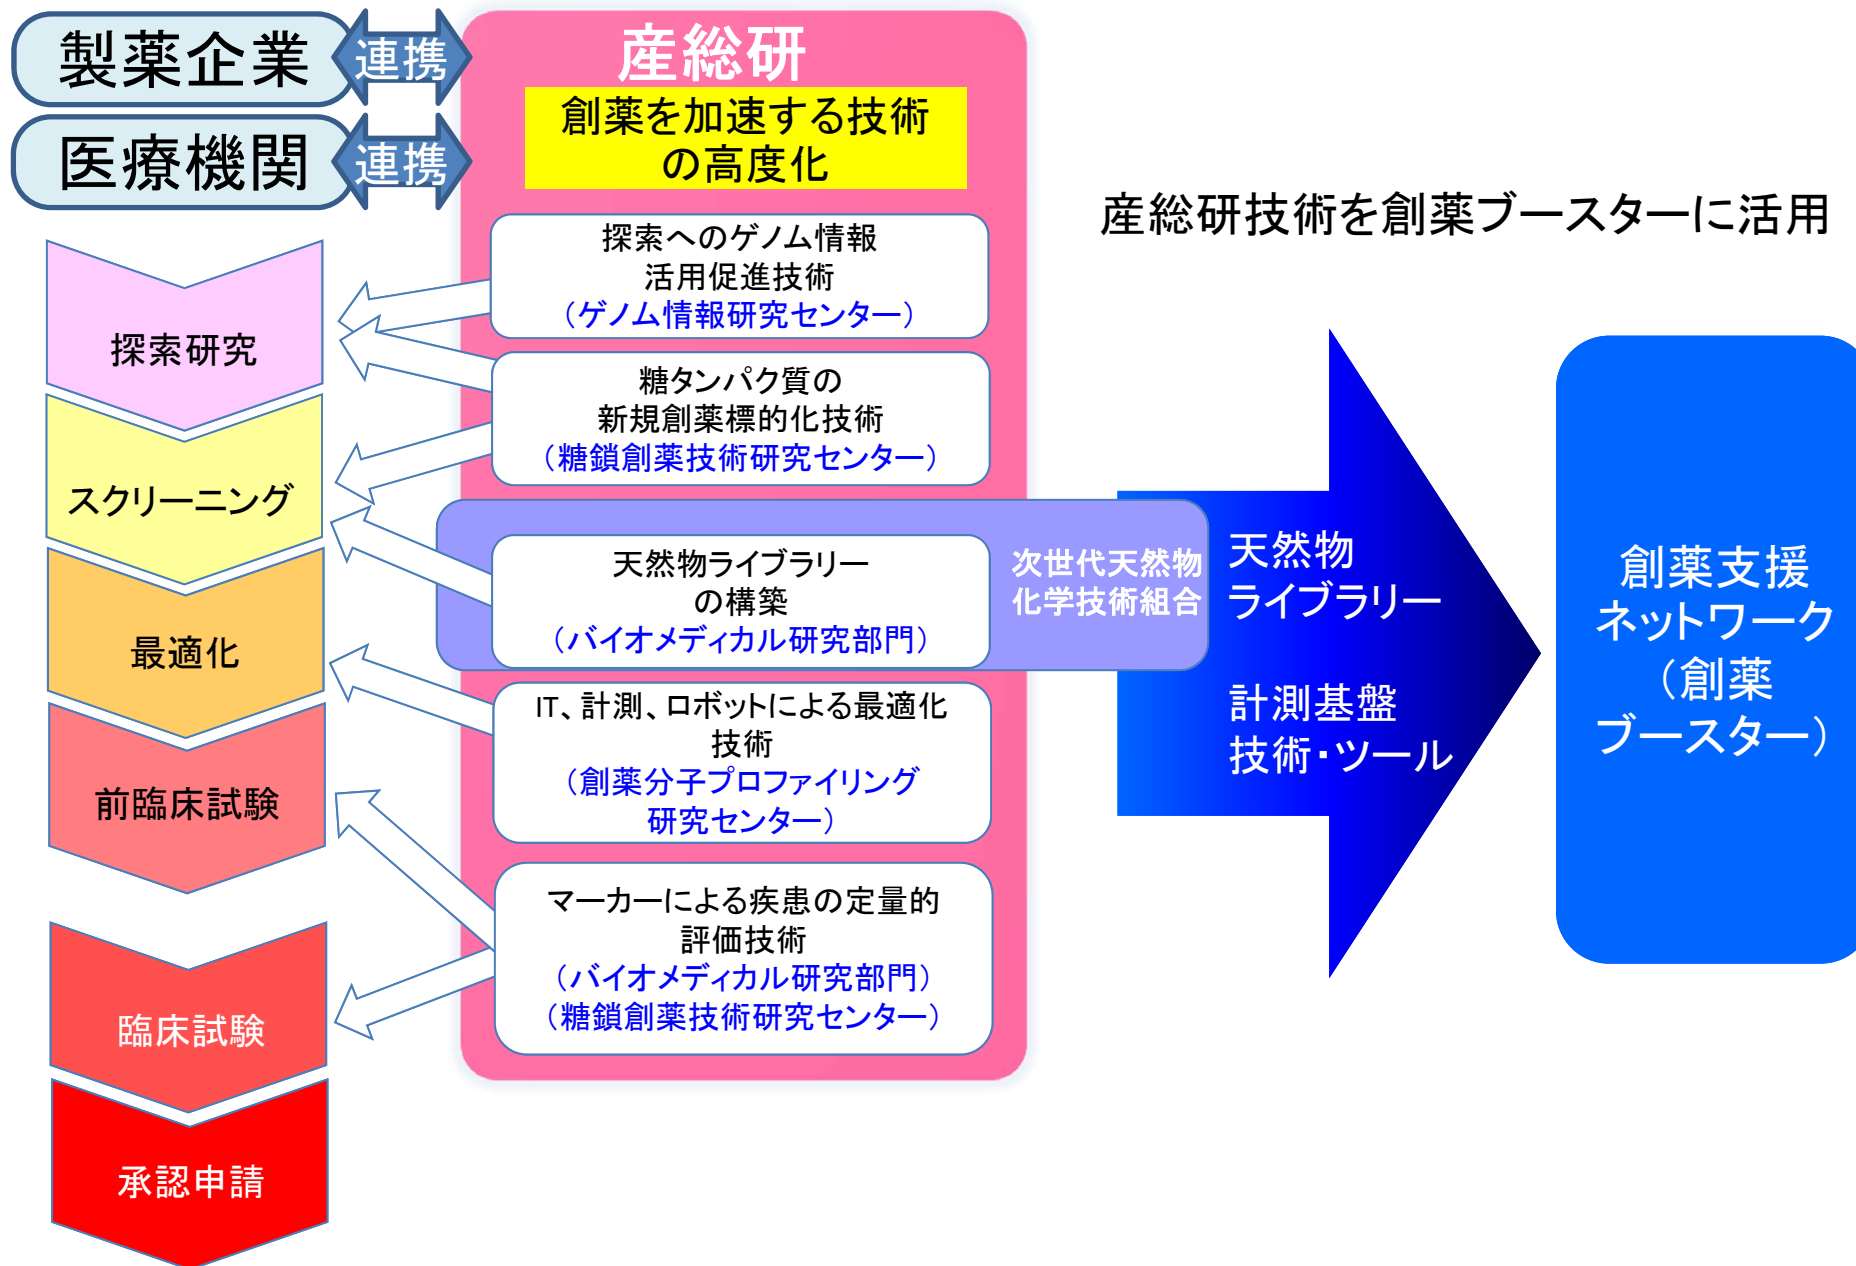 製薬企業
連携
医療機関
連携
産総研
創薬を加速する技術
の高度化
探索へのゲノム情報
活用促進技術
（ゲノム情報研究センター）
糖タンパク質の
新規創薬標的化技術
（糖鎖創薬技術研究センター）
天然物ライブラリー
の構築
（バイオメディカル研究部門）
次世代天然物
化学技術組合
IT、計測、ロボットによる最適化
技術
（創薬分子プロファイリング
研究センター）
マーカーによる疾患の定量的
評価技術
（バイオメディカル研究部門）
（糖鎖創薬技術研究センター）
探索研究
スクリーニング
最適化
前臨床試験
臨床試験
承認申請
産総研技術を創薬ブースターに活用
天然物
ライブラリー
計測基盤
技術・ツール
創薬支援
ネットワーク
（創薬
ブースター）